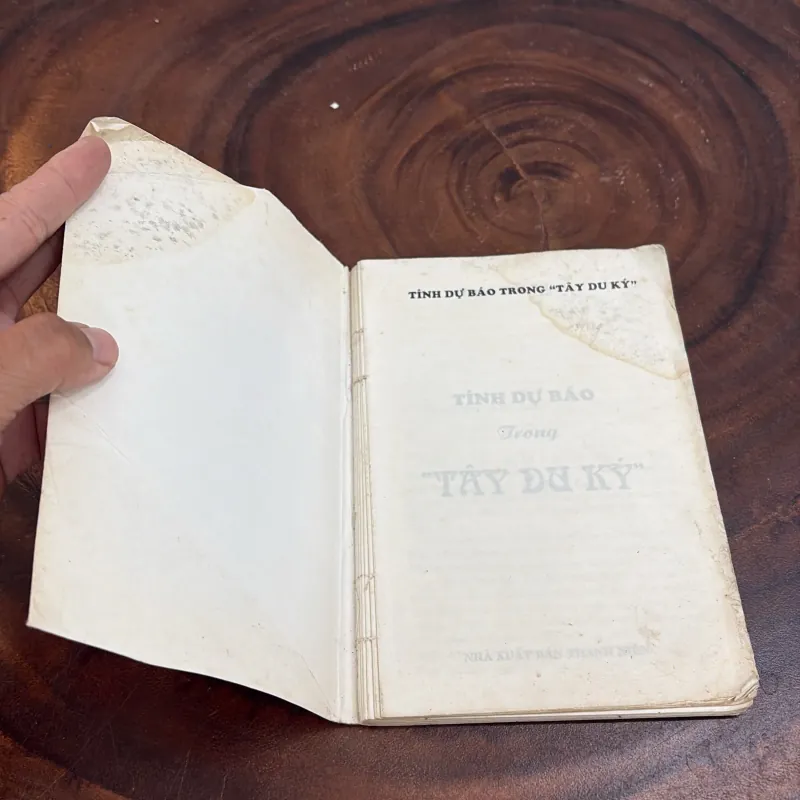 TÍNH DỰ BÁO TRONG "TÂY DU KÝ"
TÍNH DỰ BÁO
Trong
"TÂY DU KÝ"
NHÀ XUẤT BẢN THANH NIÊN